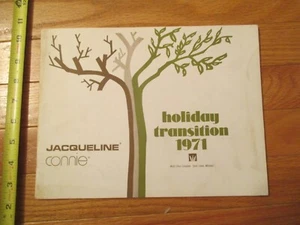 holiday
transition
1971
JACQUELINE
connie